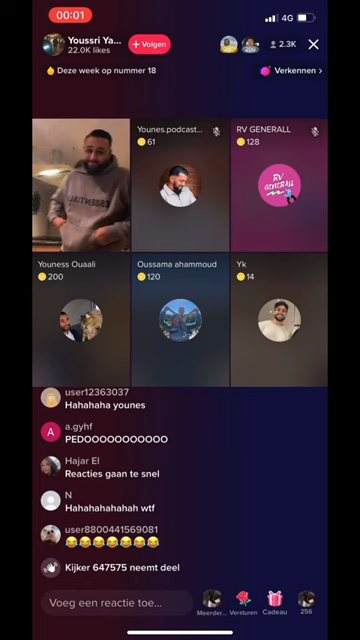 00:01
4G
Youssri Ya...
22.0K likes
+ Volgen
2.3K
Deze week op nummer 18
Verkennen >
Younes.podcast...
61
RV GENERALL
128
RV
GENERALL
ESSENTIAL
Youness Ouaali
200
Oussama ahammoud
120
Yk
14
user12363037
Hahahaha younes
A
a.gyhf
PEDOOOOOOOOOOO
Hajar El
Reacties gaan te snel
N
Hahahahahahah wtf
user8800441569081
😂😂😂😂😂😂😂
Kijker 647575 neemt deel
Voeg een reactie toe...
Meerder...
Versturen
Cadeau
256